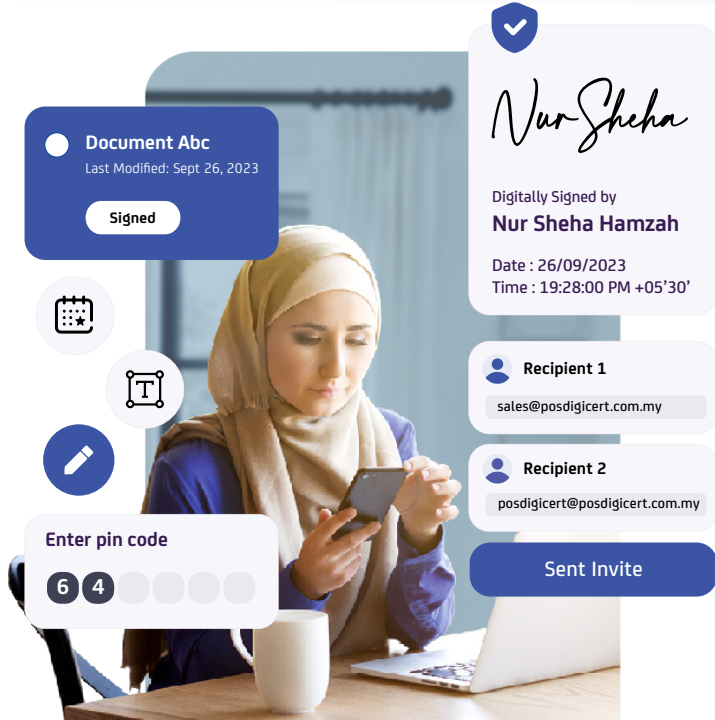 Document Abc
Last Modified: Sept 26, 2023
Signed
T
Enter pin code
6 4
Nur Sheha
Digitally Signed by
Nur Sheha Hamzah
Date : 26/09/2023
Time : 19:28:00 PM +05’30’
Recipient 1
sales@posdigicert.com.my
Recipient 2
posdigicert@posdigicert.com.my
Sent Invite